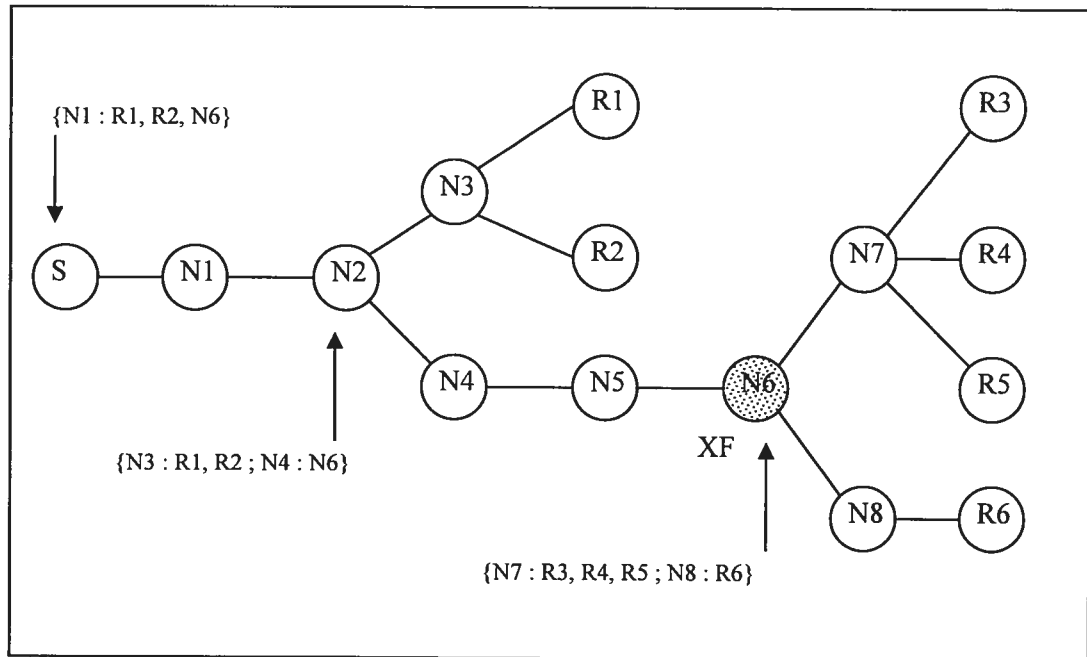 R1
R3
{N1 : R1, R2, N6}
N3
R2
N7
R4
S
N1
N2
N4
N5
N6
R5
XF
{N3 : R1, R2 ; N4 : N6}
N8
R6
{N7 : R3, R4, R5 ; N8 : R6}